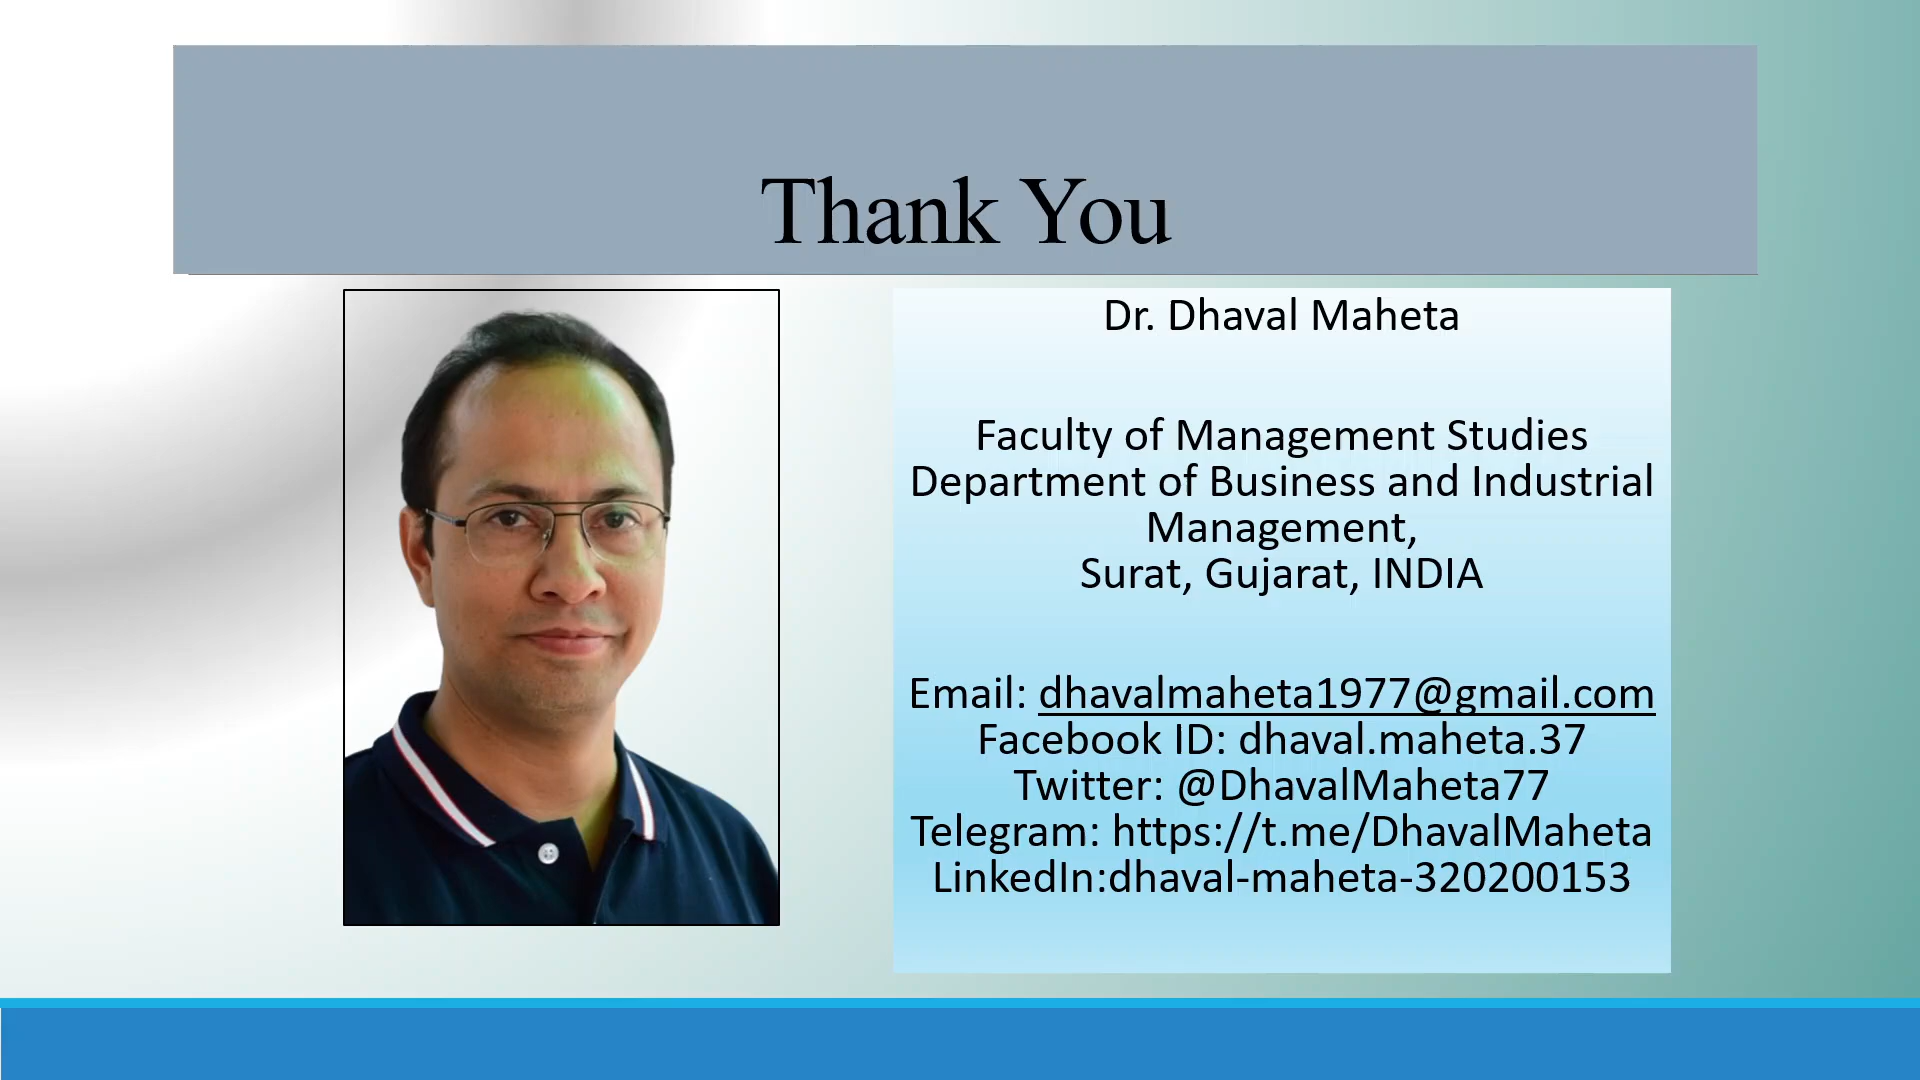 Thank You
Dr. Dhaval Maheta
Faculty of Management Studies
Department of Business and Industrial
Management,
Surat, Gujarat, INDIA
Email: dhavalmaheta1977@gmail.com
Facebook ID: dhaval.maheta.37
Twitter: @DhavalMaheta77
Telegram: https://t.me/DhavalMaheta
LinkedIn:dhaval-maheta-320200153